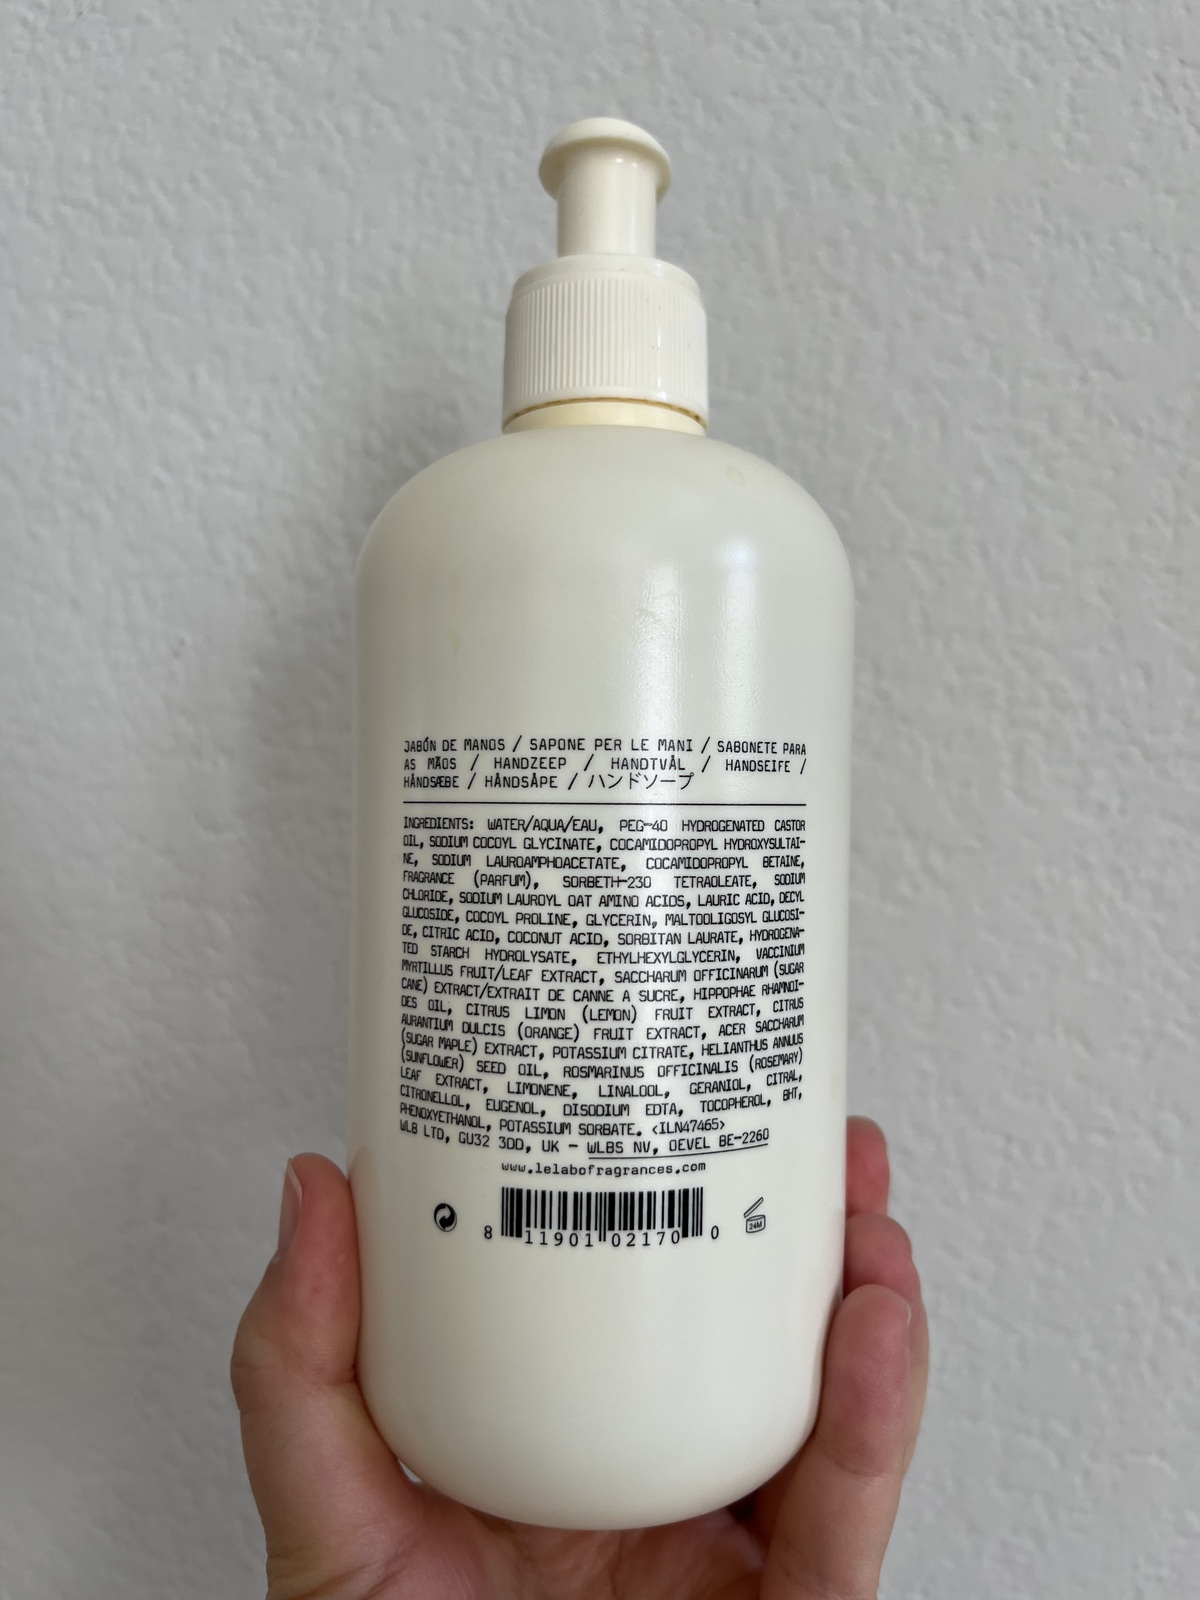 JABÓN DE MANOS / SAPONE PER LE MANI / SABONETE PARA
AS MÃOS / HANDZEEP / HANDTVÅL / HANDSEIFE /
HÅNDSÆBE / HÅNDSÅPE / ハンドソープ
INGREDIENTS: WATER/AQUA/EAU, PEG-40 HYDROGENATED CASTOR
OIL, SODIUM COCOYL GLYCINATE, COCAMIDOPROPYL HYDROXYSULTAI-
NE, SODIUM LAUROAMPHOACETATE, COCAMIDOPROPYL BETAINE,
FRAGRANCE (PARFUM), SORBETH-230 TETRAOLEATE, SODIUM
CHLORIDE, SODIUM LAUROYL OAT AMINO ACIDS, LAURIC ACID, DECYL
GLUCOSIDE, COCOYL PROLINE, GLYCERIN, MALTOOLIGOSYL GLUCOSI-
DE, CITRIC ACID, COCONUT ACID, SORBITAN LAURATE, HYDROGENA-
TED STARCH HYDROLYSATE, ETHYLHEXYLGLYCERIN, VACCINIUM
MYRTILLUS FRUIT/LEAF EXTRACT, SACCHARUM OFFICINARUM (SUGAR
CANE) EXTRACT/EXTRAIT DE CANNE A SUCRE, HIPPOPHAE RHAMNOI-
DES OIL, CITRUS LIMON (LEMON) FRUIT EXTRACT, CITRUS
AURANTIUM DULCIS (ORANGE) FRUIT EXTRACT, ACER SACCHARUM
(SUGAR MAPLE) EXTRACT, POTASSIUM CITRATE, HELIANTHUS ANNUUS
(SUNFLOWER) SEED OIL, ROSMARINUS OFFICINALIS (ROSEMARY)
LEAF EXTRACT, LIMONENE, LINALOOL, GERANIOL, CITRAL,
CITRONELLOL, EUGENOL, DISODIUM EDTA, TOCOPHEROL, BHT,
PHENOXYETHANOL, POTASSIUM SORBATE. <ILN47465>
WLB LTD, GU32 3DD, UK - WLBS NV, OEVEL BE-2260
www.lelabofragrances.com
8 11901 02170 0
24M